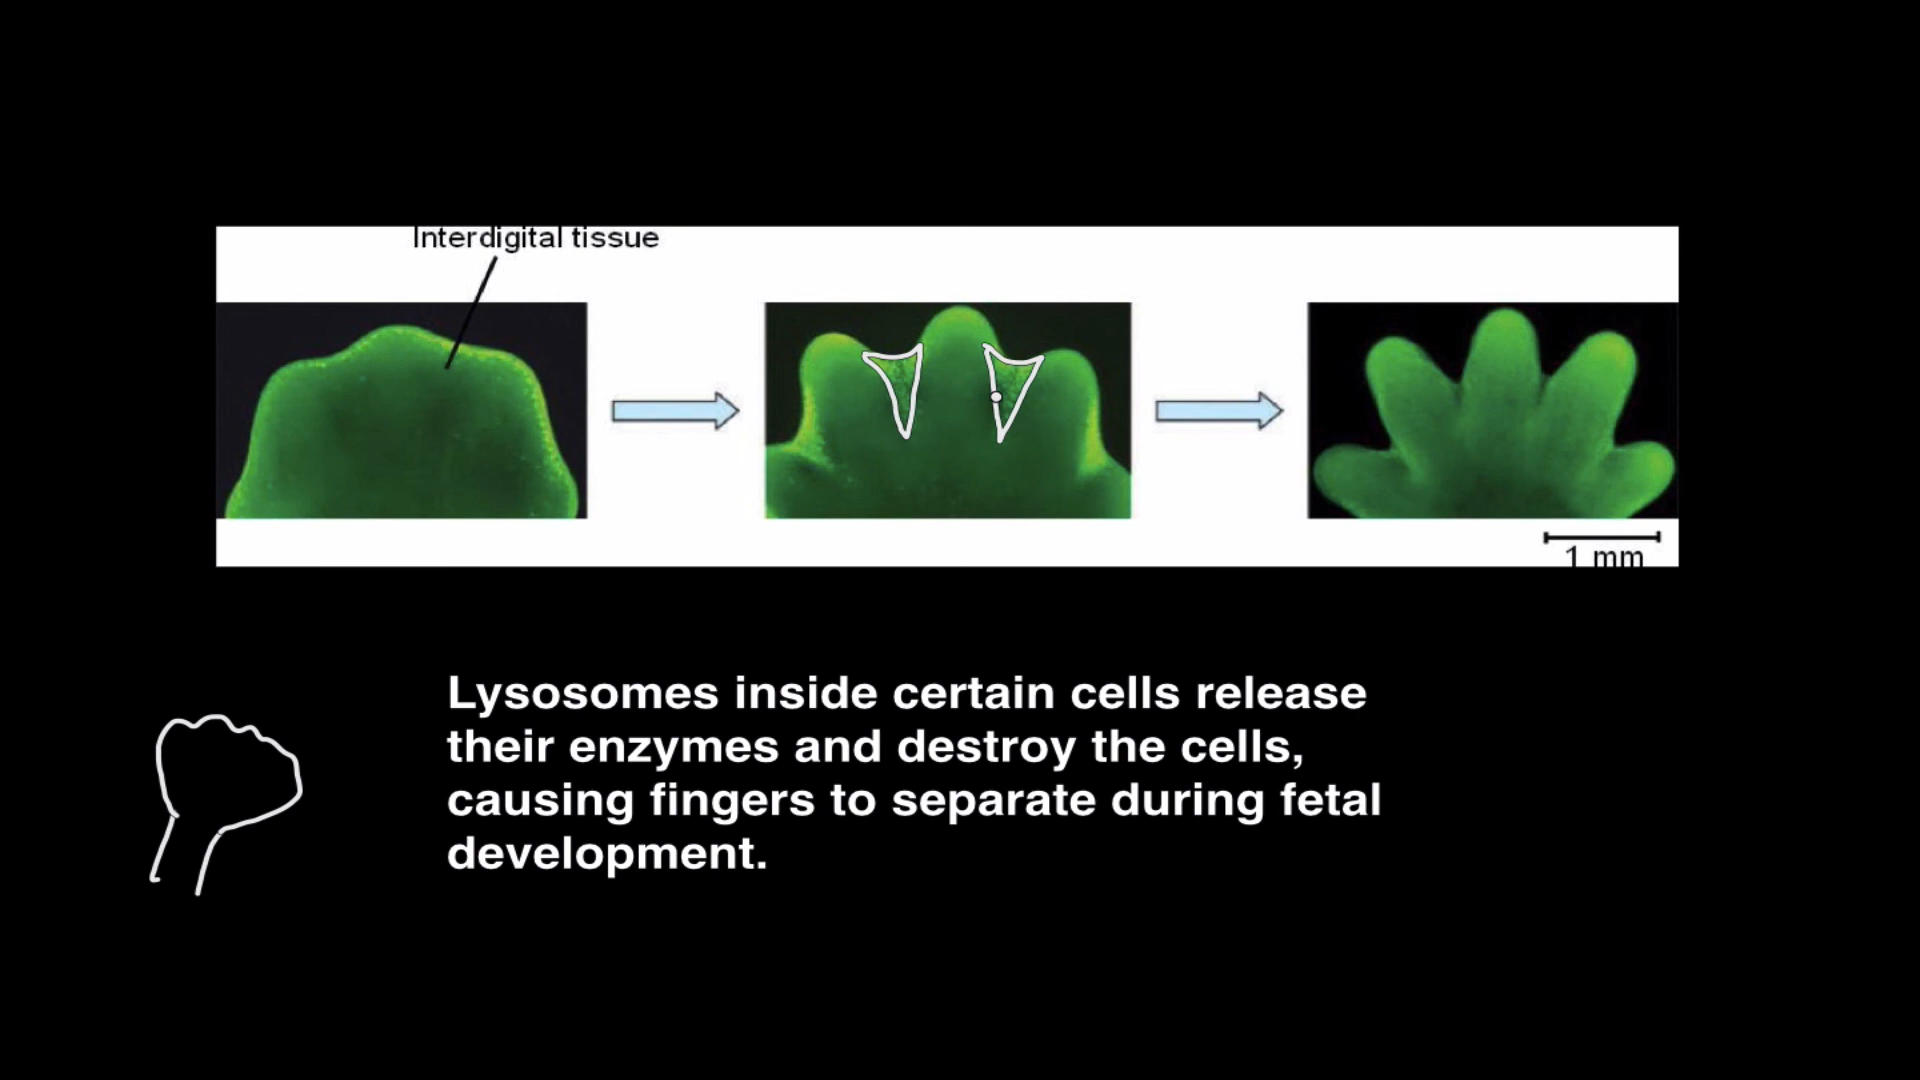 Interdigital tissue
1 mm
Lysosomes inside certain cells release
their enzymes and destroy the cells,
causing fingers to separate during fetal
development.